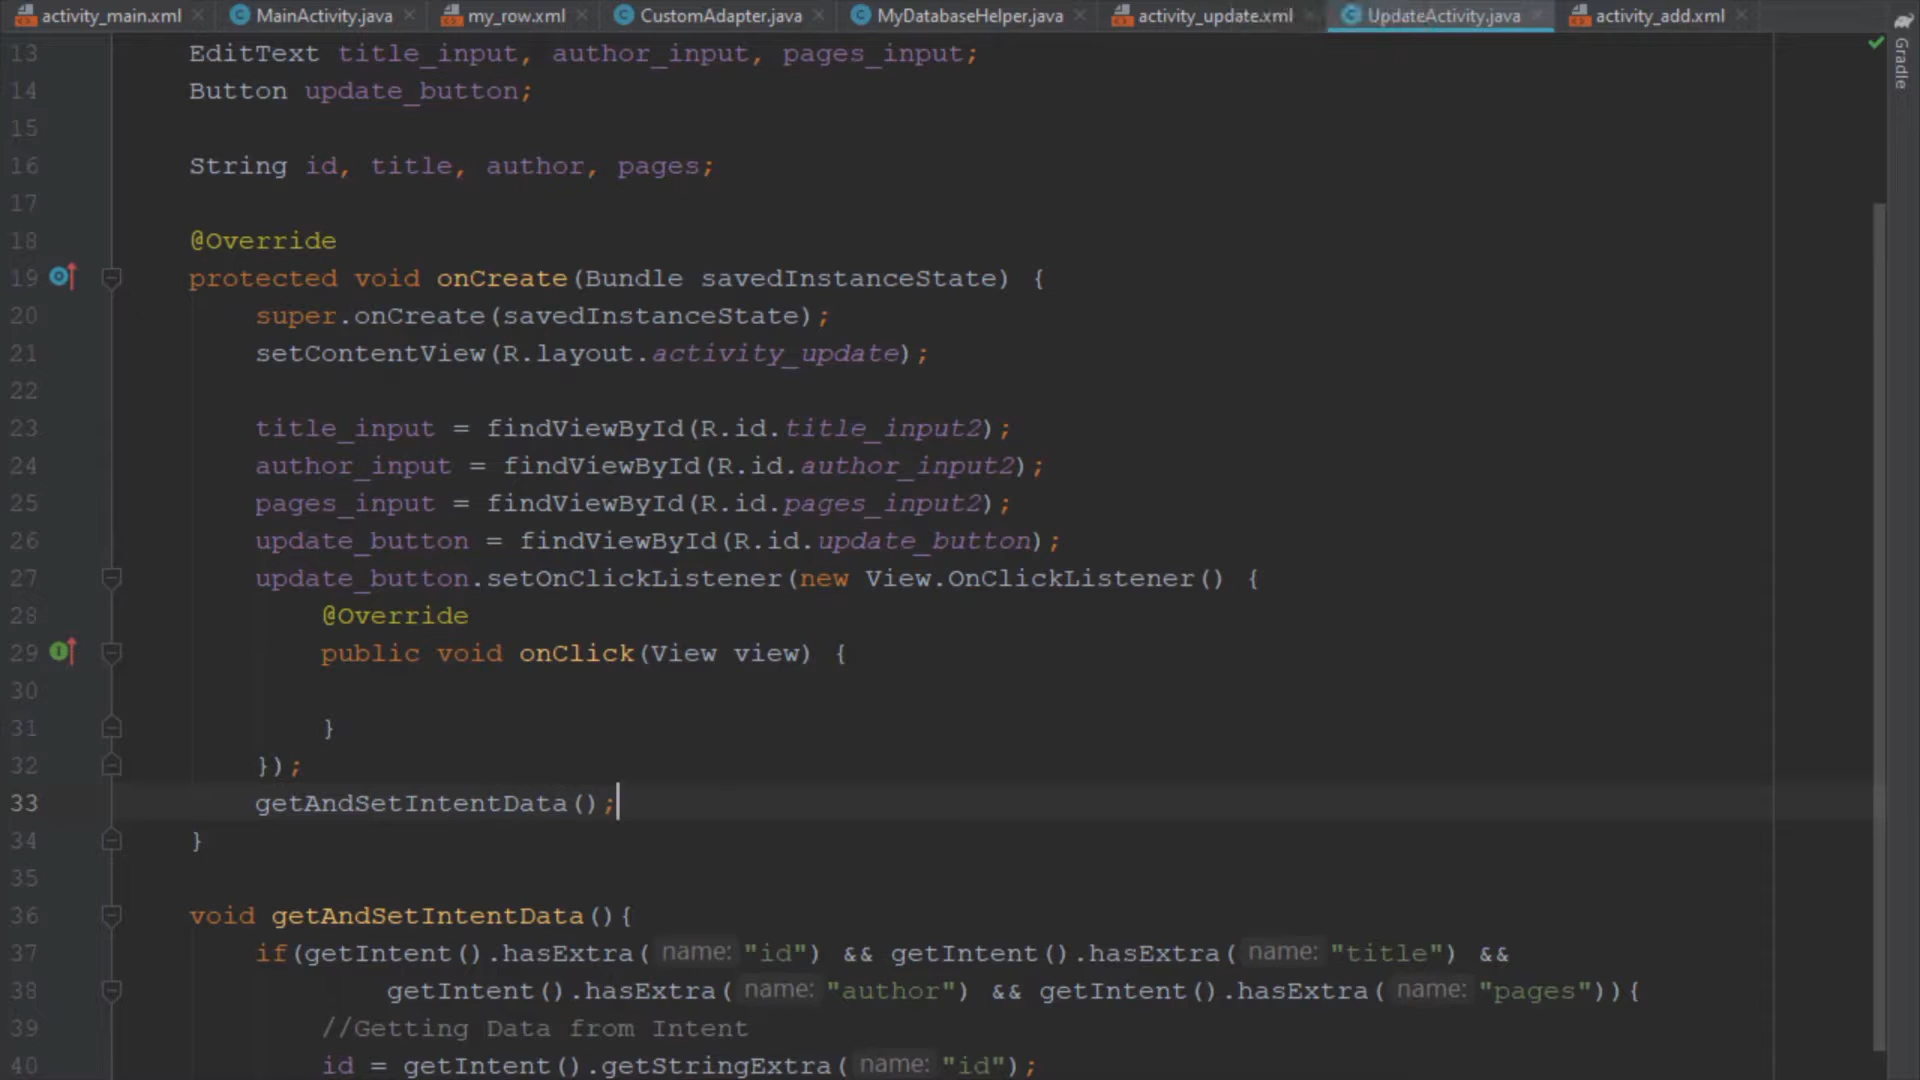 activity_main.xml MainActivity.java my_row.xml CustomAdapter.java MyDatabaseHelper.java activity_update.xml UpdateActivity.java activity_add.xml
Gradle
13 EditText title_input, author_input, pages_input;
14 Button update_button;
15
16 String id, title, author, pages;
17
18 @Override
19 protected void onCreate(Bundle savedInstanceState) {
20 super.onCreate(savedInstanceState);
21 setContentView(R.layout.activity_update);
22
23 title_input = findViewById(R.id.title_input2);
24 author_input = findViewById(R.id.author_input2);
25 pages_input = findViewById(R.id.pages_input2);
26 update_button = findViewById(R.id.update_button);
27 update_button.setOnClickListener(new View.OnClickListener() {
28 @Override
29 public void onClick(View view) {
30
31 }
32 });
33 getAndSetIntentData();
34 }
35
36 void getAndSetIntentData(){
37 if(getIntent().hasExtra( name: "id") && getIntent().hasExtra( name: "title") &&
38 getIntent().hasExtra( name: "author") && getIntent().hasExtra( name: "pages")){
39 //Getting Data from Intent
40 id = getIntent().getStringExtra( name: "id");